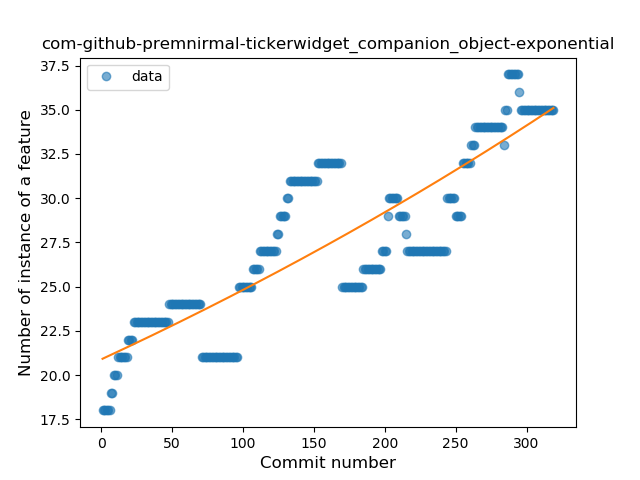 com-github-premnirmal-tickerwidget_companion_object-exponential
data
Number of instance of a feature
37.5
35.0
32.5
30.0
27.5
25.0
22.5
20.0
17.5
0 50 100 150 200 250 300
Commit number